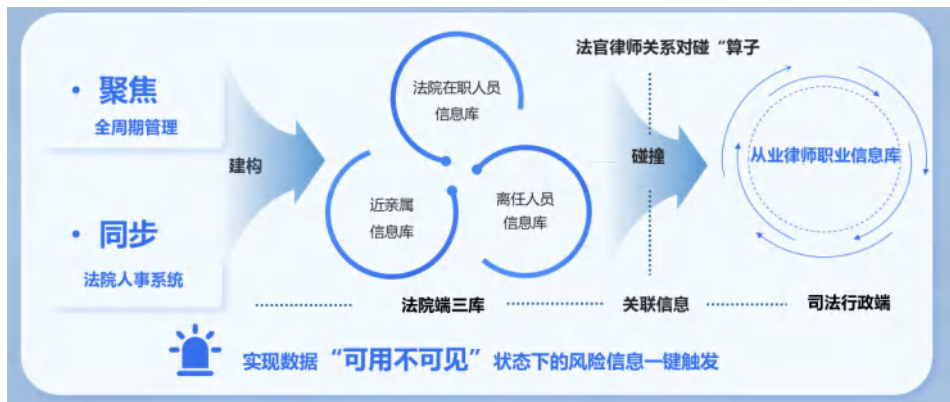 • 聚焦
全周期管理
• 同步
法院人事系统
建构
法院在职人员
信息库
近亲属
信息库
离任人员
信息库
法官律师关系对碰“算子
碰撞
从业律师职业信息库
法院端三库
关联信息
司法行政端
实现数据“可用不可见”状态下的风险信息一键触发